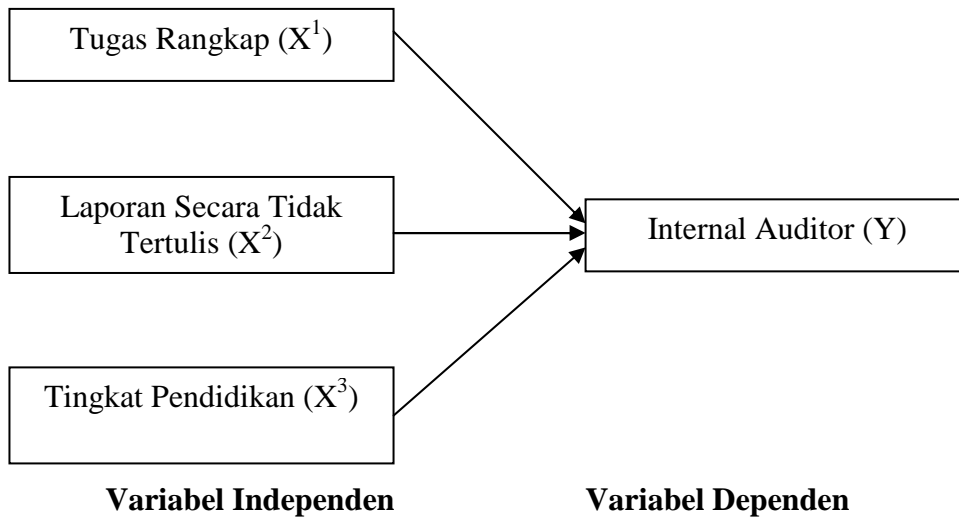 Tugas Rangkap (X¹)
Laporan Secara Tidak
Tertulis (X²)
Internal Auditor (Y)
Tingkat Pendidikan (X³)
Variabel Independen
Variabel Dependen